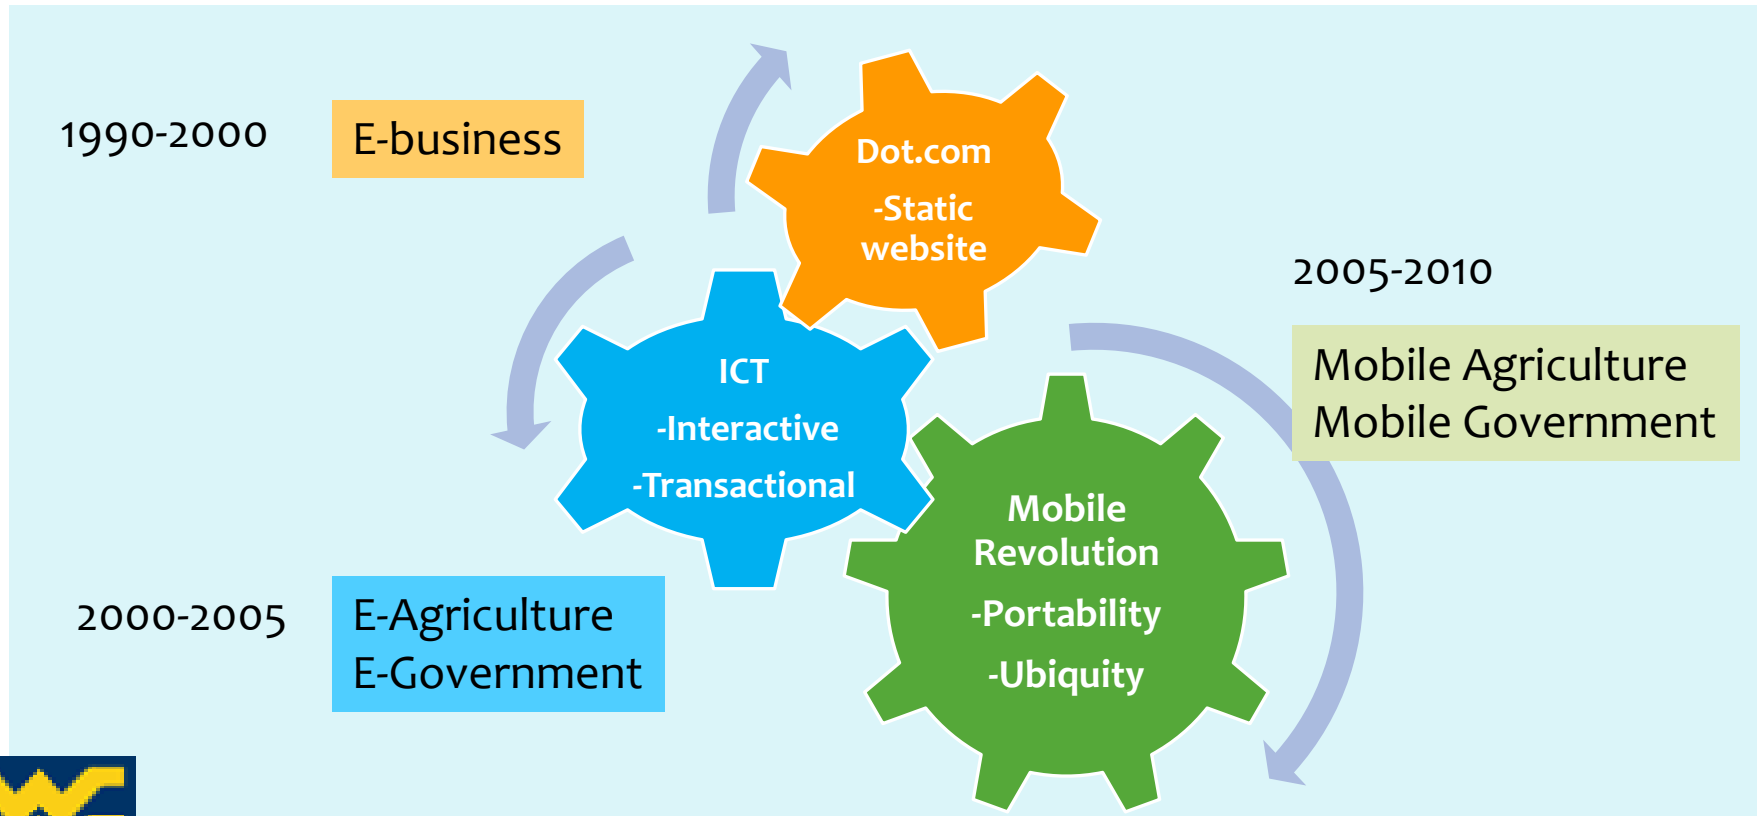 1990-2000
E-business
Dot.com
-Static
website
2005-2010
Mobile Agriculture
Mobile Government
ICT
-Interactive
-Transactional
Mobile
Revolution
-Portability
-Ubiquity
2000-2005
E-Agriculture
E-Government